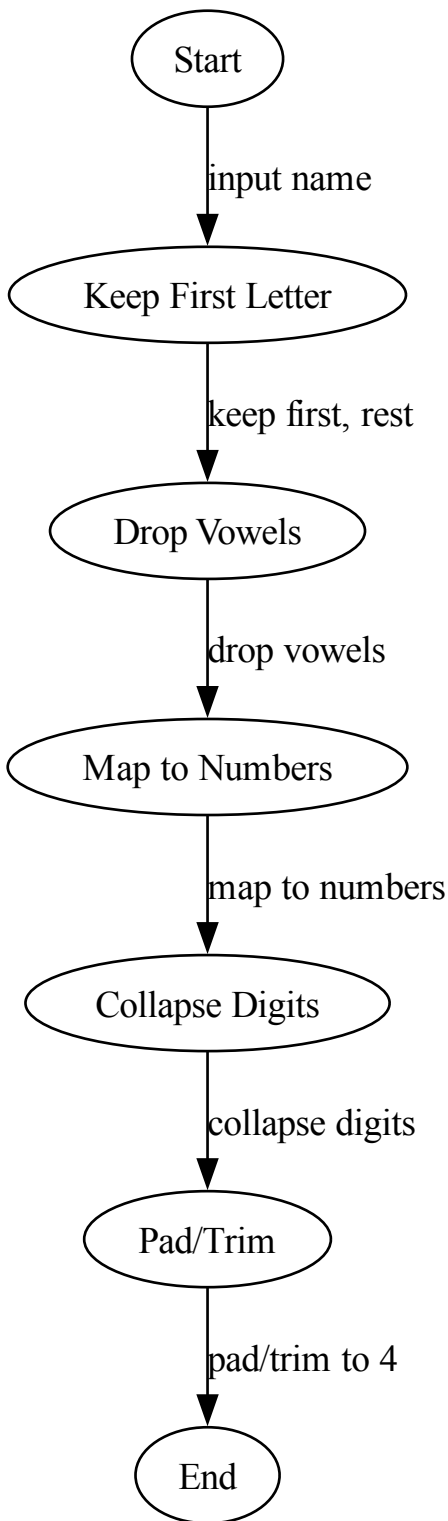 Start
input name
Keep First Letter
keep first, rest
Drop Vowels
drop vowels
Map to Numbers
map to numbers
Collapse Digits
collapse digits
Pad/Trim
pad/trim to 4
End